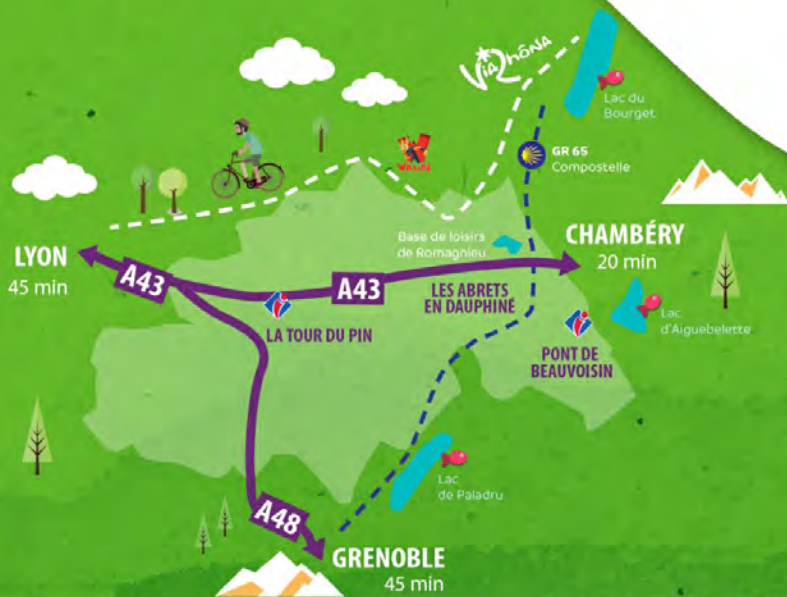 ViaRhôna
Lac du
Bourget
GR 65
Compostelle
WALIBI
Base de loisirs
de Romagnieu
CHAMBÉRY
20 min
LYON
45 min
A43
A43
LES ABRETS
EN DAUPHINÉ
LA TOUR DU PIN
Lac
d'Aiguebelette
PONT DE
BEAUVOISIN
Lac
de Paladru
A48
GRENOBLE
45 min